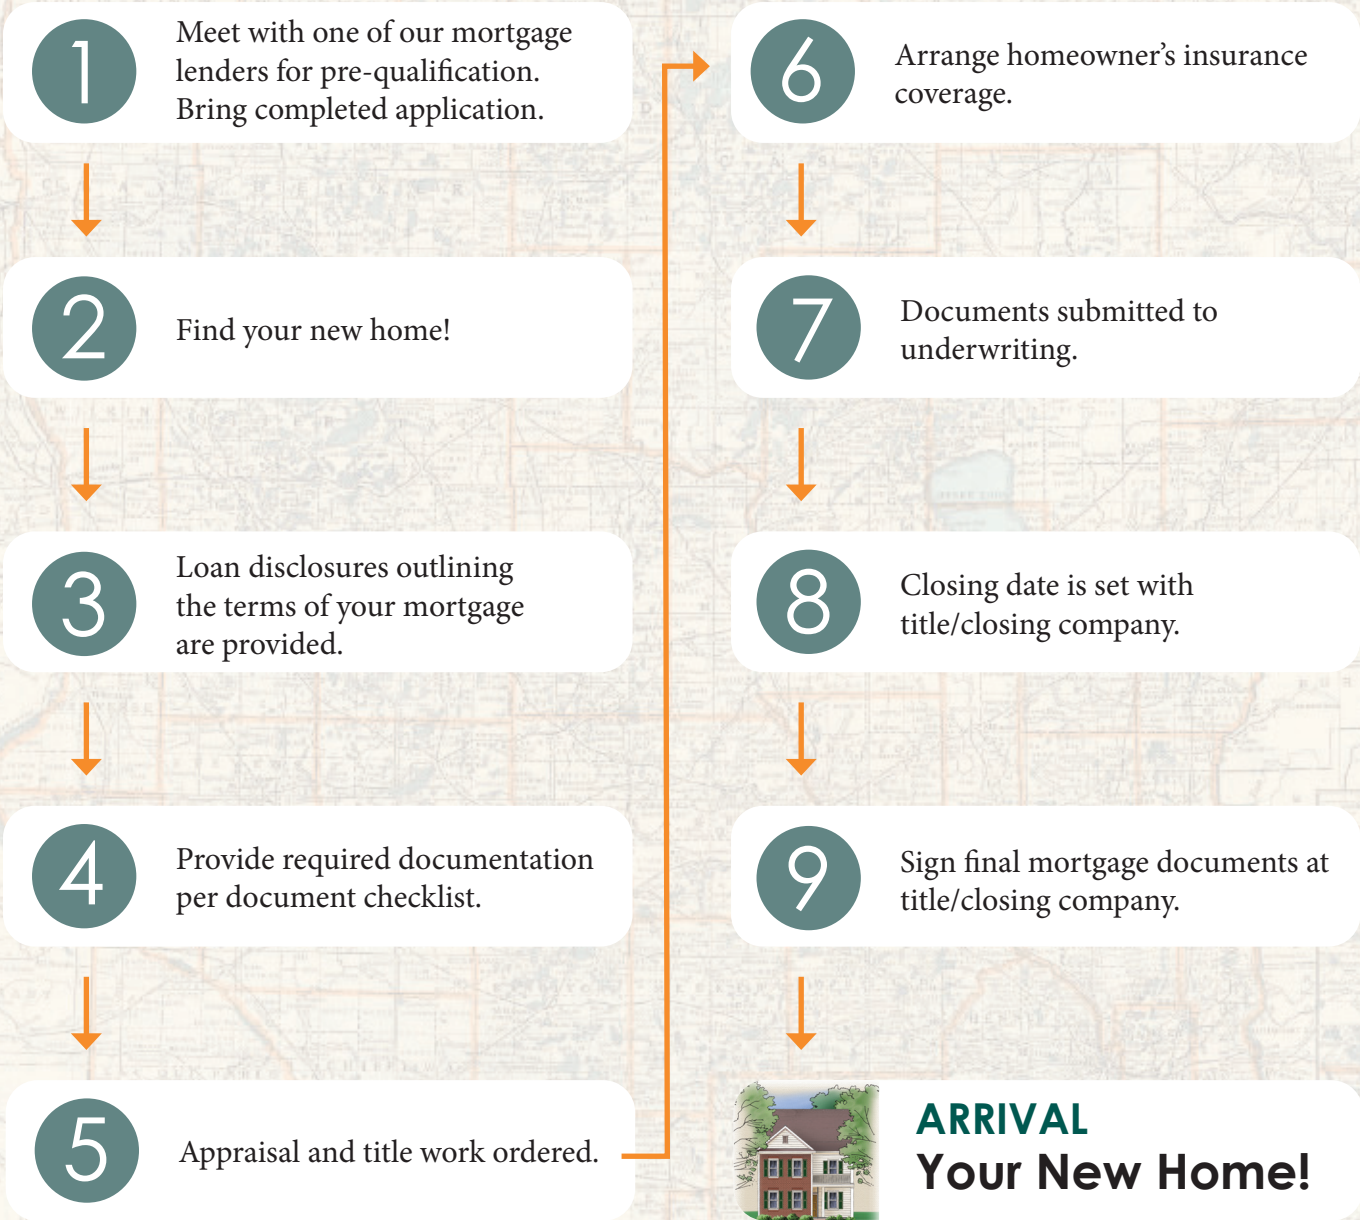 1
Meet with one of our mortgage
lenders for pre-qualification.
Bring completed application.
2
Find your new home!
3
Loan disclosures outlining
the terms of your mortgage
are provided.
4
Provide required documentation
per document checklist.
5
Appraisal and title work ordered.
6
Arrange homeowner's insurance
coverage.
7
Documents submitted to
underwriting.
8
Closing date is set with
title/closing company.
9
Sign final mortgage documents at
title/closing company.
ARRIVAL
Your New Home!